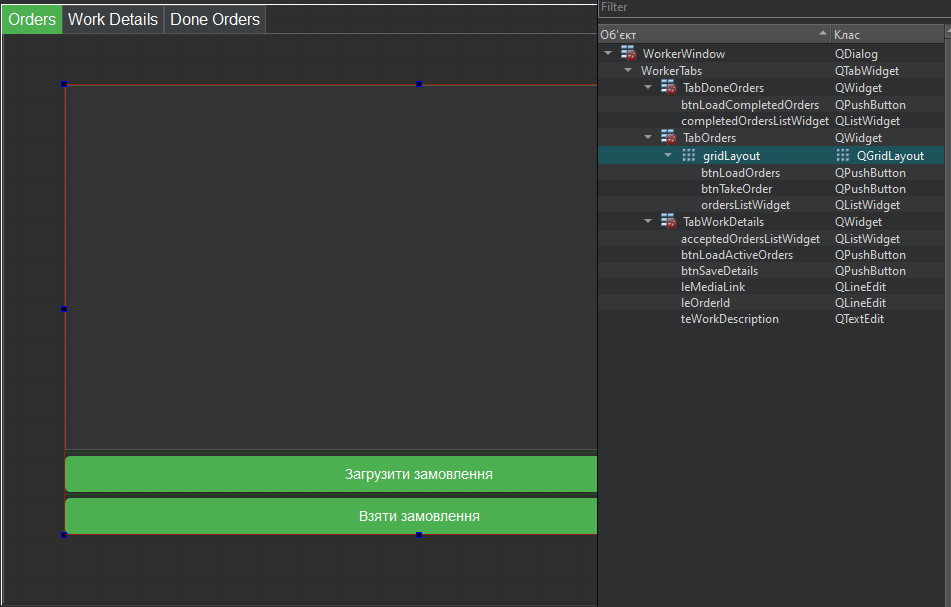 Orders Work Details Done Orders
Загрузити замовлення
Взяти замовлення
Filter
Об'єкт Клас
WorkerWindow QDialog
WorkerTabs QTabWidget
TabDoneOrders QWidget
btnLoadCompletedOrders QPushButton
completedOrdersListWidget QListWidget
TabOrders QWidget
gridLayout QGridLayout
btnLoadOrders QPushButton
btnTakeOrder QPushButton
ordersListWidget QListWidget
TabWorkDetails QWidget
acceptedOrdersListWidget QListWidget
btnLoadActiveOrders QPushButton
btnSaveDetails QPushButton
leMediaLink QLineEdit
leOrderId QLineEdit
teWorkDescription QTextEdit